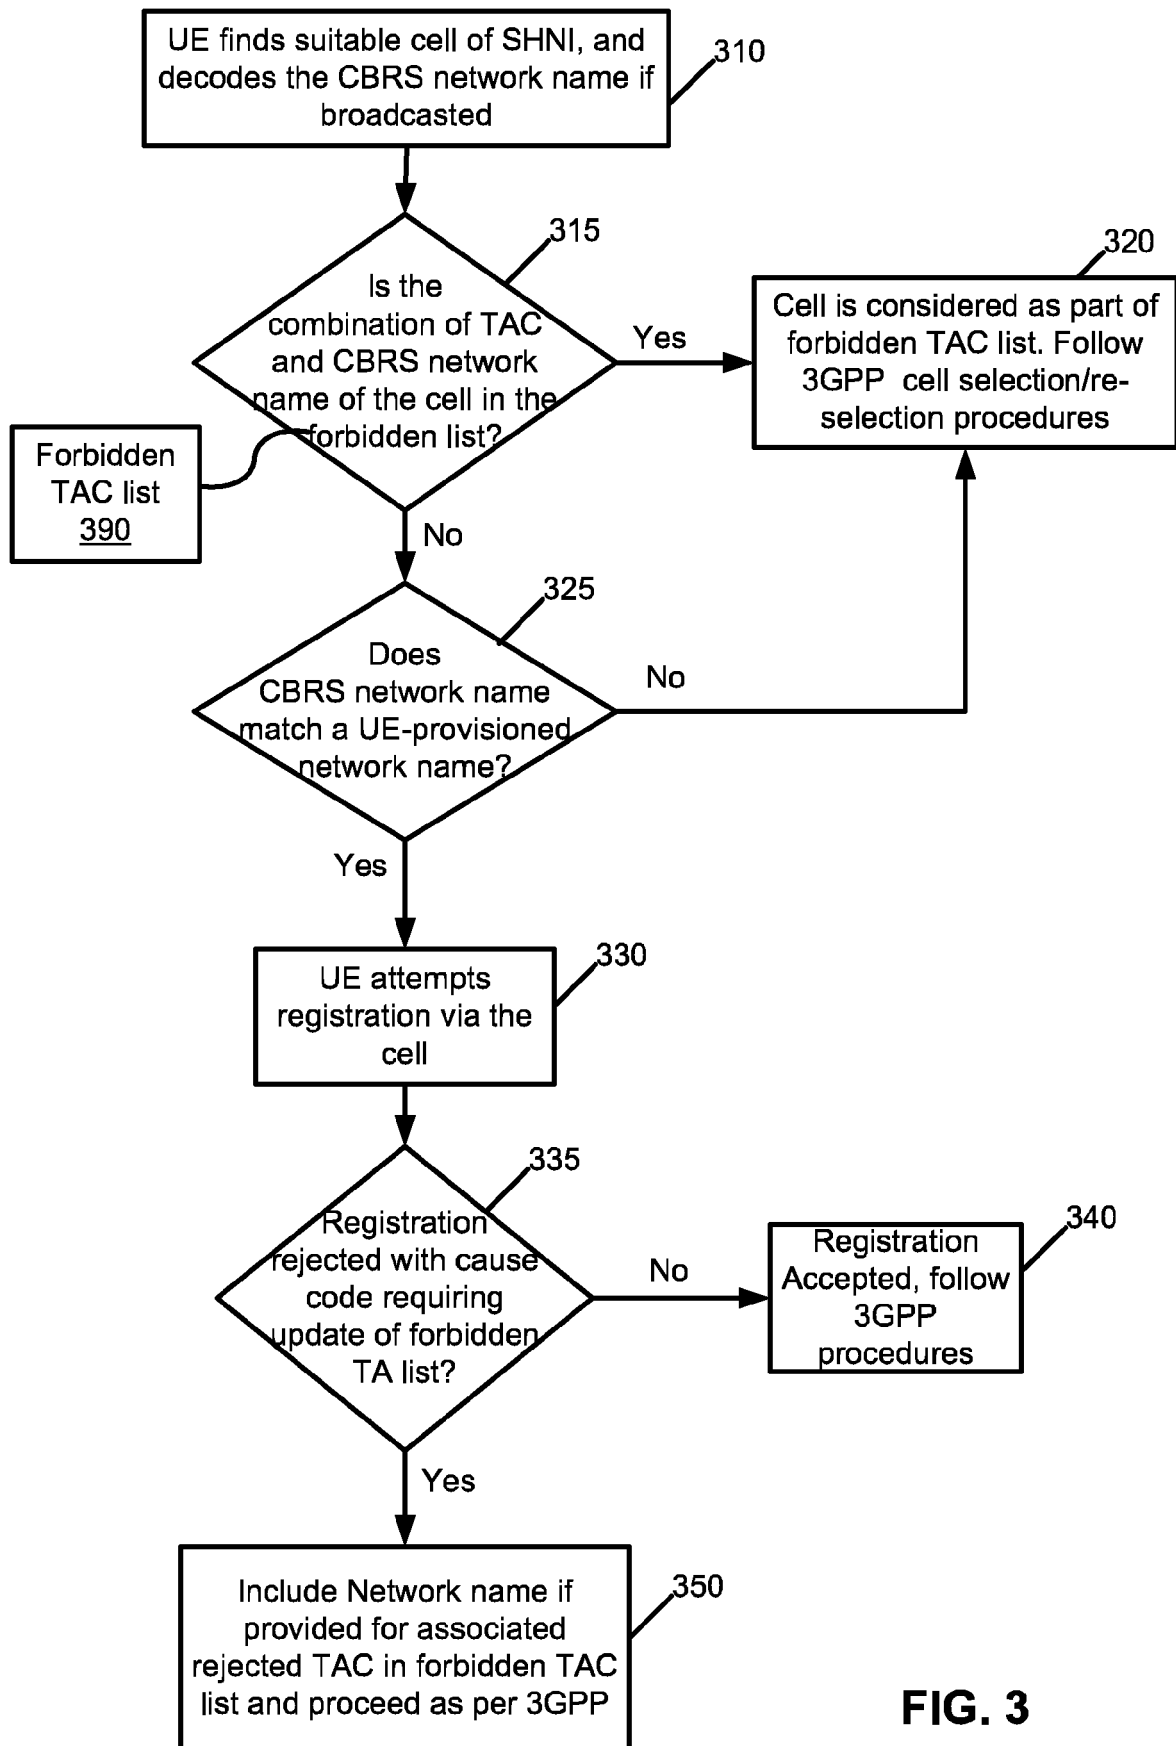 UE finds suitable cell of SHNI, and
decodes the CBRS network name if
broadcasted
310
315
Is the
combination of TAC
and CBRS network
name of the cell in the
forbidden list?
Yes
320
Cell is considered as part of
forbidden TAC list. Follow
3GPP cell selection/re-
selection procedures
Forbidden
TAC list
390
No
325
Does
CBRS network name
match a UE-provisioned
network name?
No
Yes
330
UE attempts
registration via the
cell
335
Registration
rejected with cause
code requiring
update of forbidden
TA list?
No
340
Registration
Accepted, follow
3GPP
procedures
Yes
350
Include Network name if
provided for associated
rejected TAC in forbidden TAC
list and proceed as per 3GPP
FIG. 3